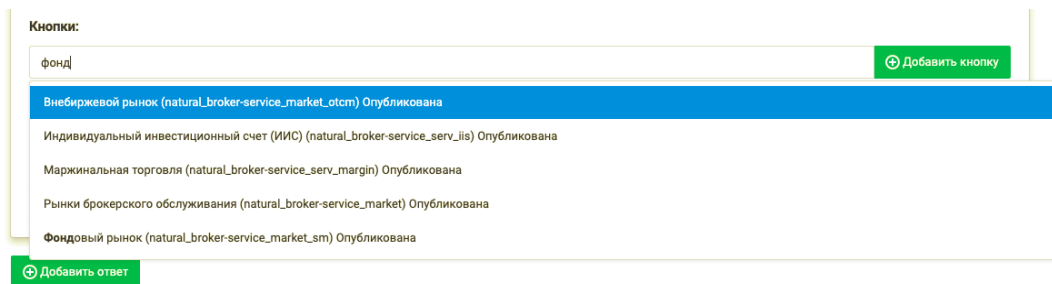 Кнопки:
фонд
Добавить кнопку
Внебиржевой рынок (natural_broker-service_market_otcm) Опубликована
Индивидуальный инвестиционный счет (ИИС) (natural_broker-service_serv_iis) Опубликована
Маржинальная торговля (natural_broker-service_serv_margin) Опубликована
Рынки брокерского обслуживания (natural_broker-service_market) Опубликована
Фондовый рынок (natural_broker-service_market_sm) Опубликована
Добавить ответ